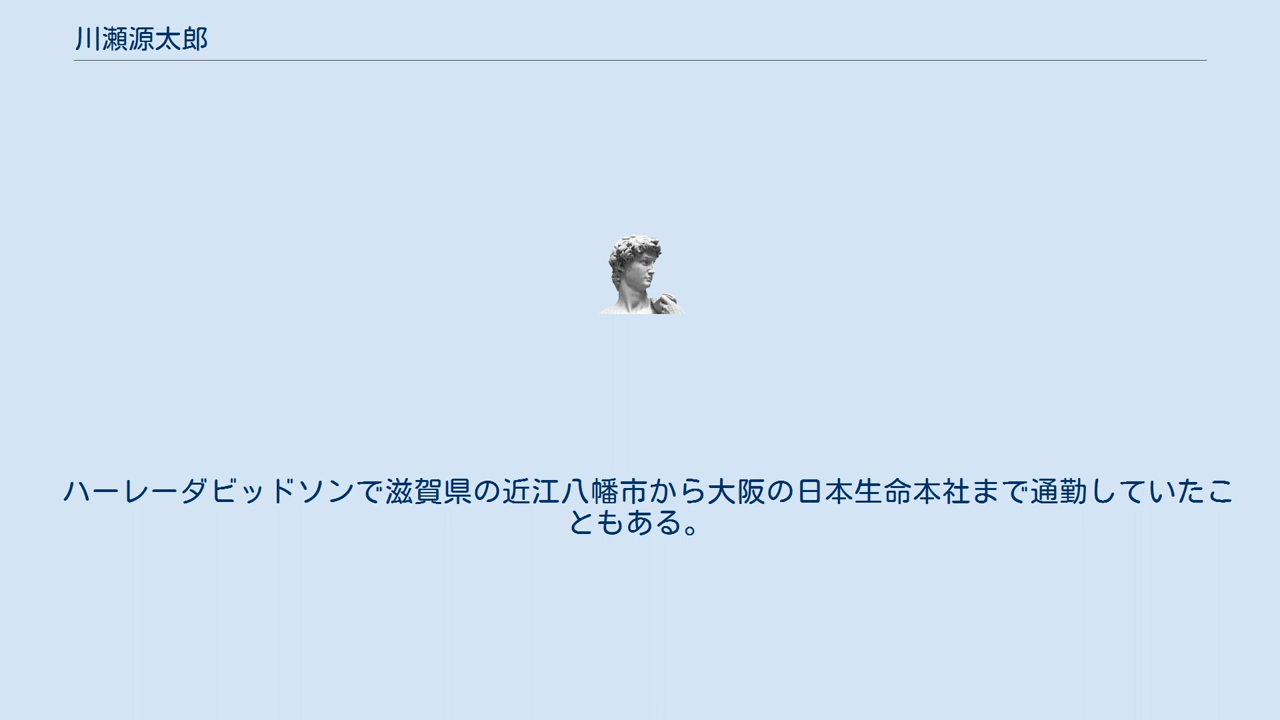 川瀬源太郎
ハーレーダビッドソンで滋賀県の近江八幡市から大阪の日本生命本社まで通勤していたこ
ともある。